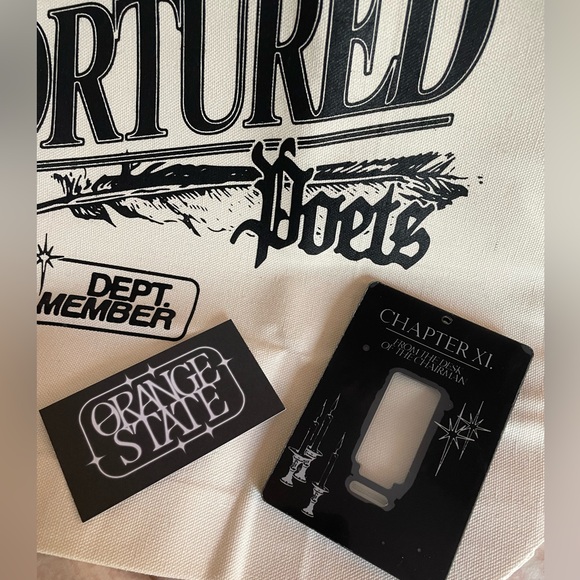 ORTURED
Poets
DEPT.
MEMBER
ORANGE
STATE
CHAPTER XI.
FROM THE DESK
OF THE CHAIRMAN